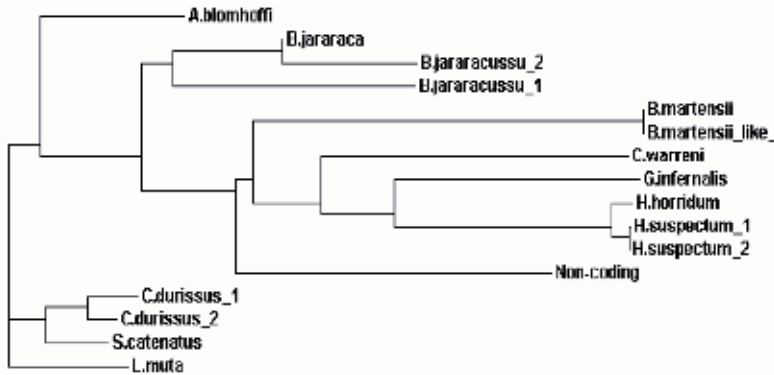 A.blomhoffi
B.jararaca
B.jararacussu_2
B.jararacussu_1
B.martensii
B.martensii_like_
C.warreni
G.infernalis
H.horridum
H.suspectum_1
H.suspectum_2
Non-coding
C.durissus_1
C.durissus_2
S.catenatus
L.muta